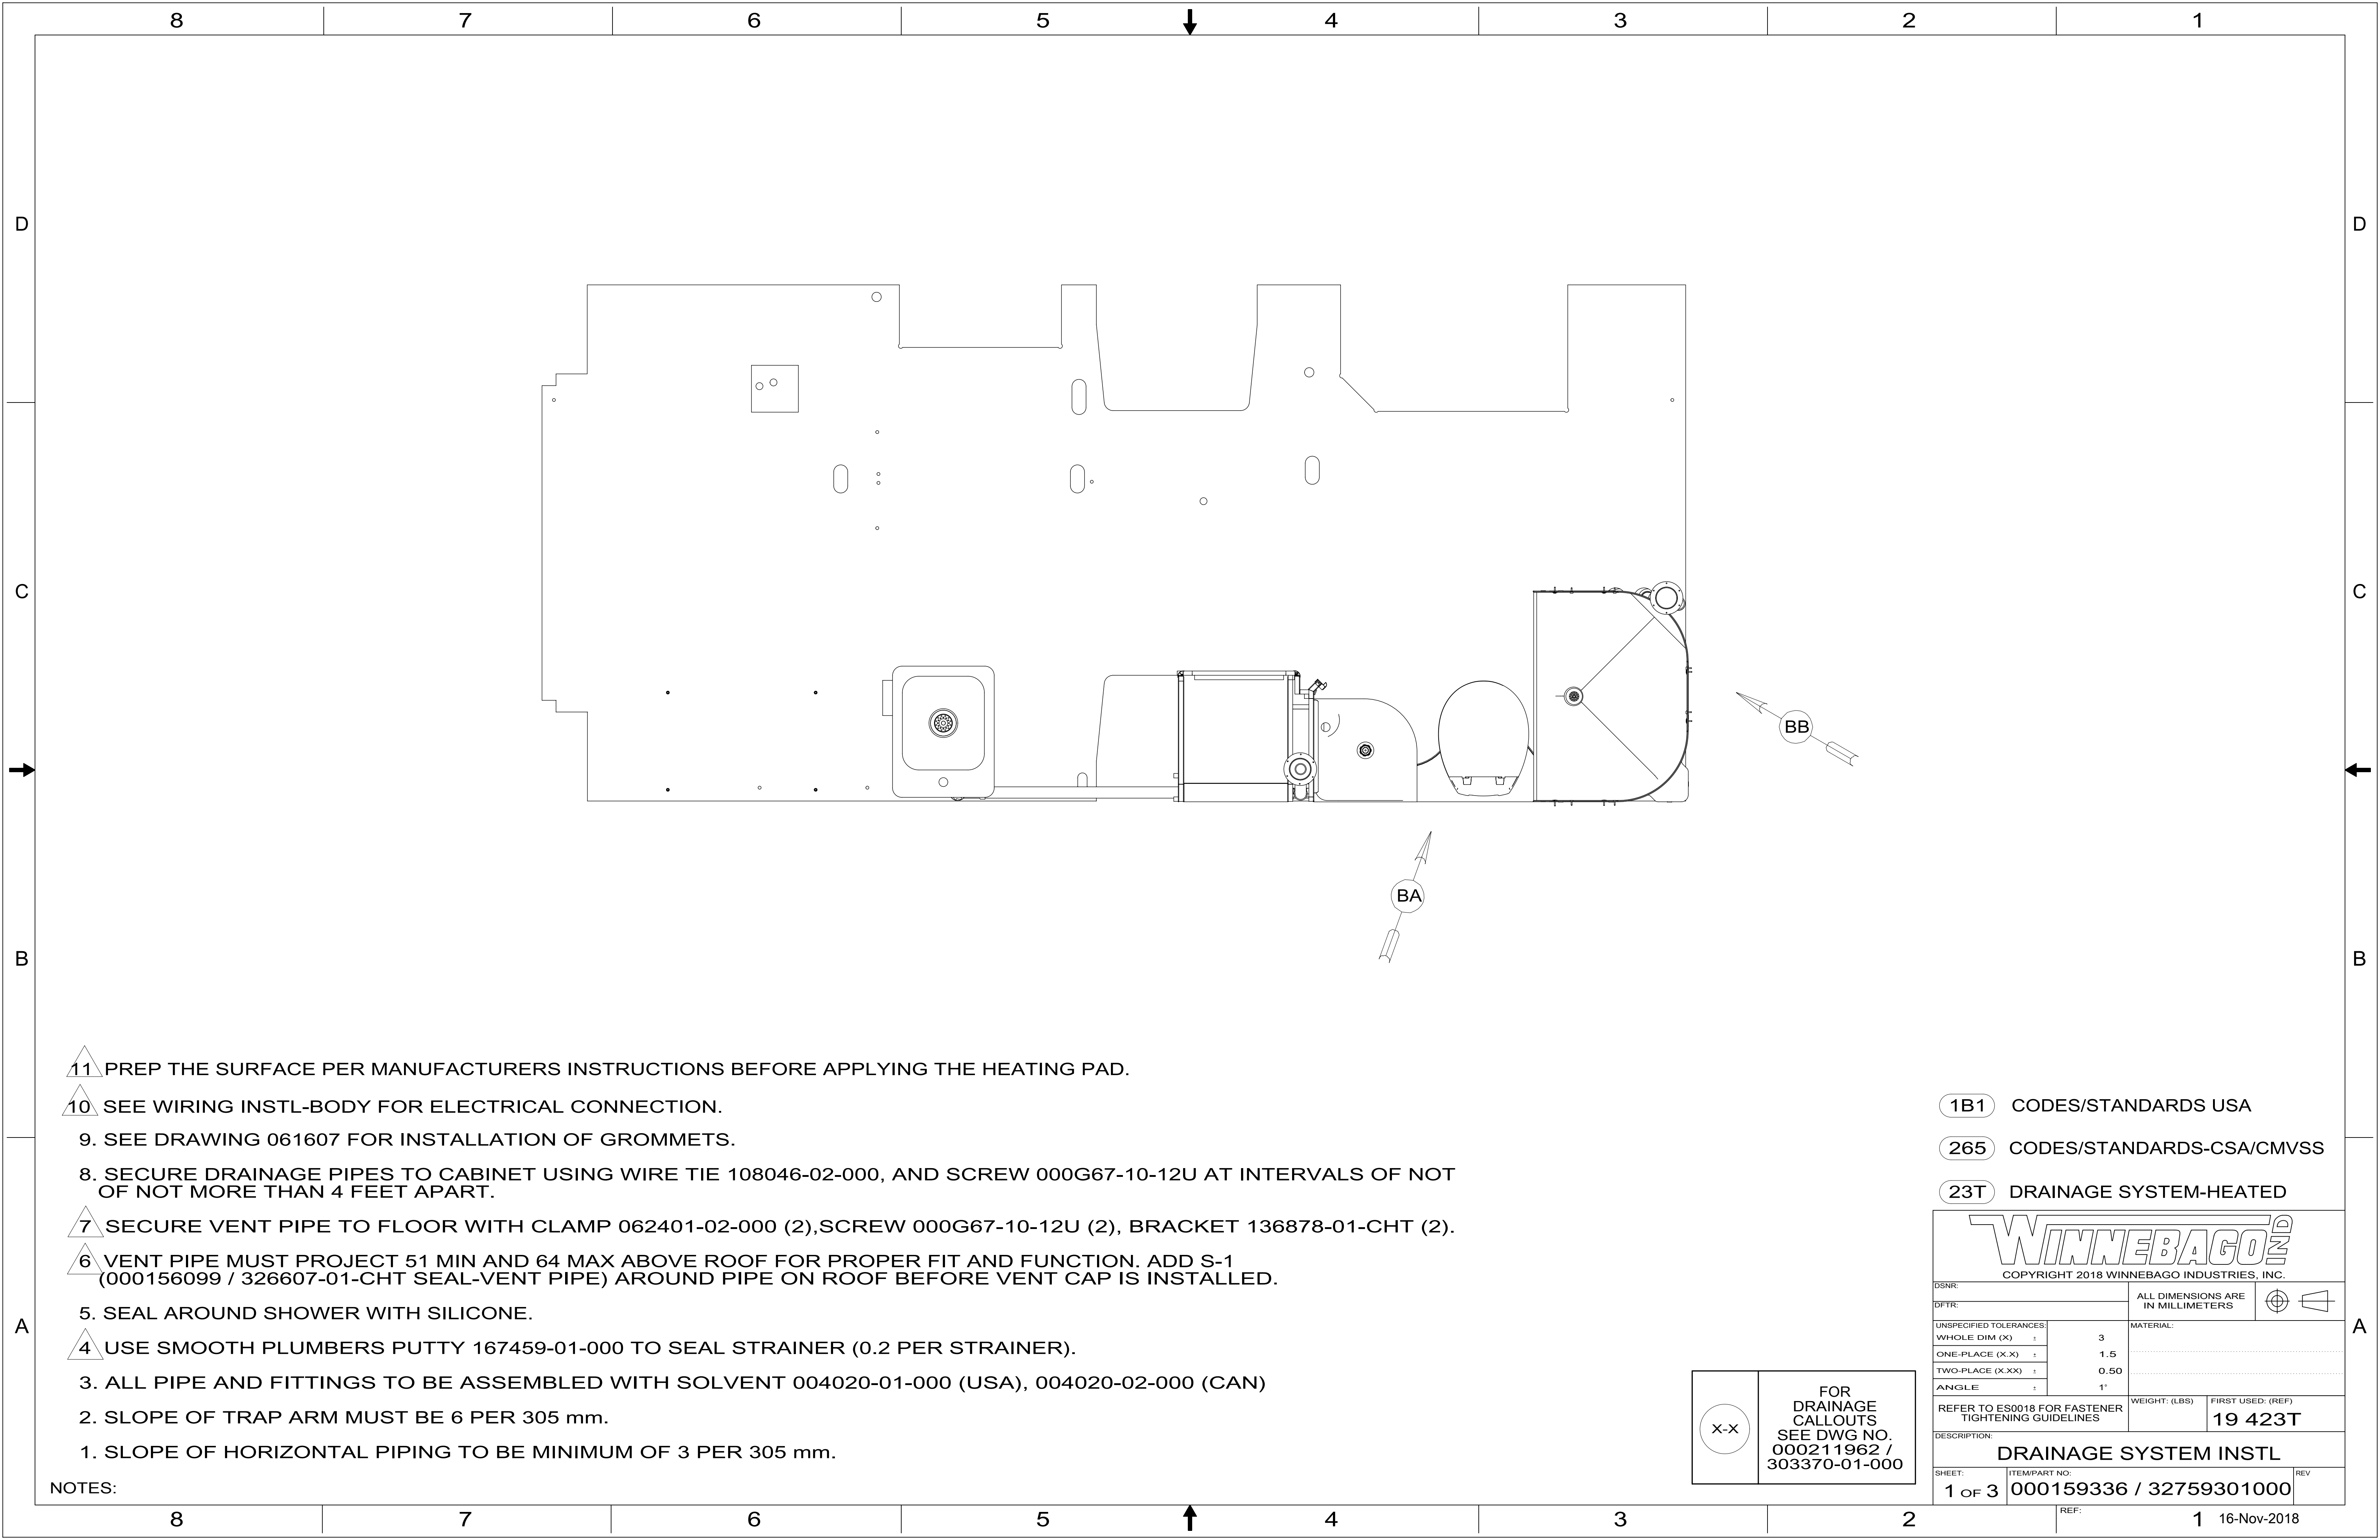 8 7 6 5 4 3 2 1
D D
C C
BB
BA
B B
11 PREP THE SURFACE PER MANUFACTURERS INSTRUCTIONS BEFORE APPLYING THE HEATING PAD.
10 SEE WIRING INSTL-BODY FOR ELECTRICAL CONNECTION.
9. SEE DRAWING 061607 FOR INSTALLATION OF GROMMETS.
8. SECURE DRAINAGE PIPES TO CABINET USING WIRE TIE 108046-02-000, AND SCREW 000G67-10-12U AT INTERVALS OF NOT
OF NOT MORE THAN 4 FEET APART.
7 SECURE VENT PIPE TO FLOOR WITH CLAMP 062401-02-000 (2),SCREW 000G67-10-12U (2), BRACKET 136878-01-CHT (2).
6 VENT PIPE MUST PROJECT 51 MIN AND 64 MAX ABOVE ROOF FOR PROPER FIT AND FUNCTION. ADD S-1
(000156099 / 326607-01-CHT SEAL-VENT PIPE) AROUND PIPE ON ROOF BEFORE VENT CAP IS INSTALLED.
5. SEAL AROUND SHOWER WITH SILICONE.
4 USE SMOOTH PLUMBERS PUTTY 167459-01-000 TO SEAL STRAINER (0.2 PER STRAINER).
3. ALL PIPE AND FITTINGS TO BE ASSEMBLED WITH SOLVENT 004020-01-000 (USA), 004020-02-000 (CAN)
2. SLOPE OF TRAP ARM MUST BE 6 PER 305 mm.
1. SLOPE OF HORIZONTAL PIPING TO BE MINIMUM OF 3 PER 305 mm.
NOTES:
A A
X-X
FOR
DRAINAGE
CALLOUTS
SEE DWG NO.
000211962 /
303370-01-000
1B1 CODES/STANDARDS USA
265 CODES/STANDARDS-CSA/CMVSS
23T DRAINAGE SYSTEM-HEATED
WINNEBAGO IND
COPYRIGHT 2018 WINNEBAGO INDUSTRIES, INC.
DSNR:
DFTR:
ALL DIMENSIONS ARE
IN MILLIMETERS
UNSPECIFIED TOLERANCES:
WHOLE DIM (X) ± 3
ONE-PLACE (X.X) ± 1.5
TWO-PLACE (X.XX) ± 0.50
ANGLE ± 1°
MATERIAL:
REFER TO ES0018 FOR FASTENER
TIGHTENING GUIDELINES
WEIGHT: (LBS)
FIRST USED: (REF)
19 423T
DESCRIPTION:
DRAINAGE SYSTEM INSTL
SHEET:
1 OF 3
ITEM/PART NO:
000159336 / 32759301000
REV
REF:
8 7 6 5 4 3 2 1
16-Nov-2018